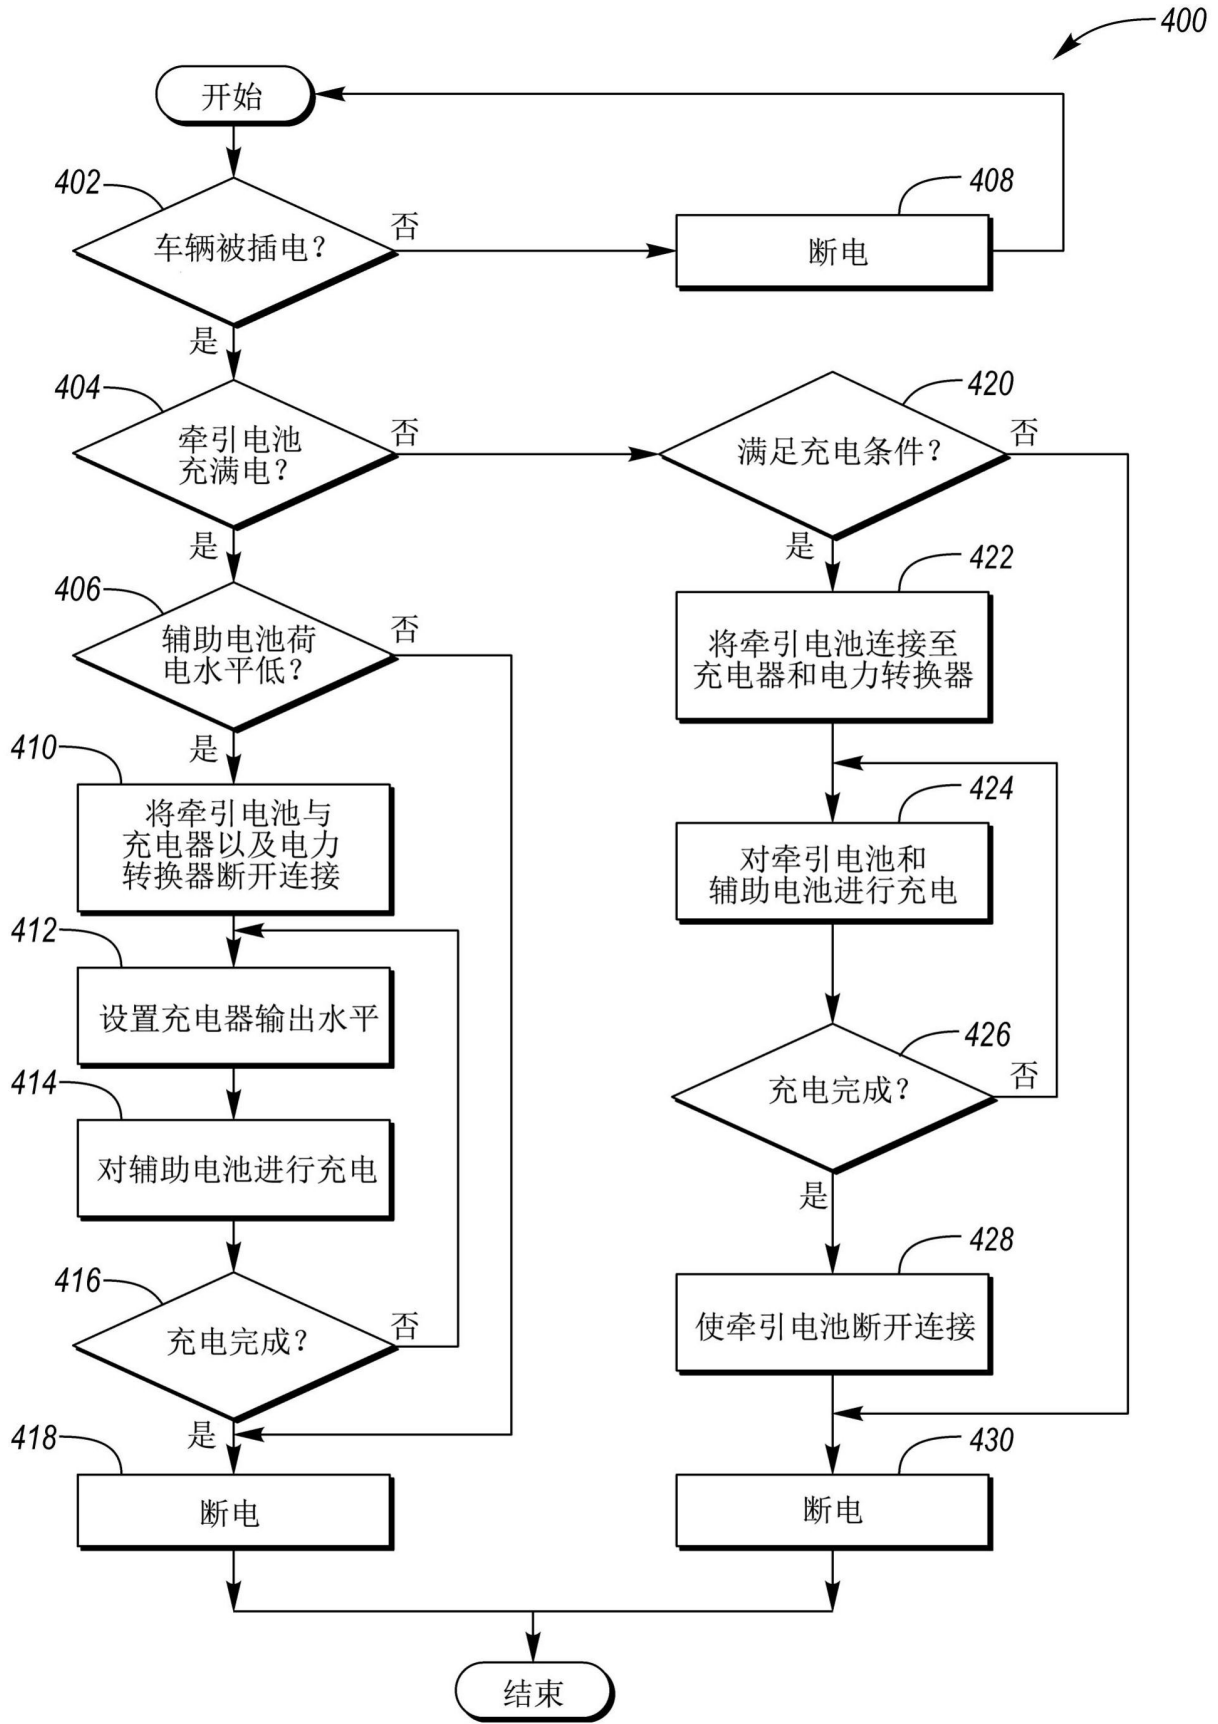 400
开始
402
车辆被插电?
否
408
断电
是
404
牵引电池
充满电?
否
420
满足充电条件?
否
是
406
辅助电池荷
电水平低?
否
是
422
将牵引电池连接至
充电器和电力转换器
是
410
将牵引电池与
充电器以及电力
转换器断开连接
424
对牵引电池和
辅助电池进行充电
412
设置充电器输出水平
426
充电完成?
否
414
对辅助电池进行充电
是
416
充电完成?
否
428
使牵引电池断开连接
是
418
断电
430
断电
结束